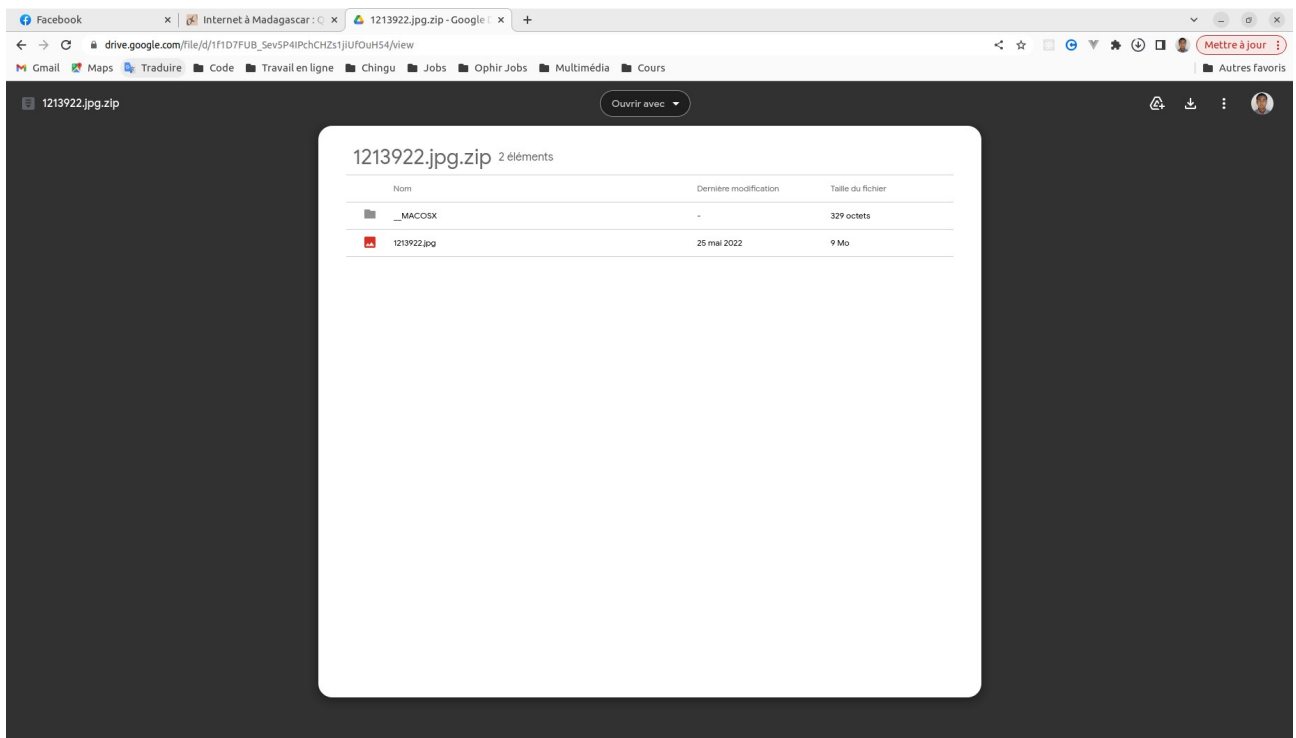 Facebook
Internet à Madagascar :
1213922.jpg.zip - Google
drive.google.com/file/d/1f1D7FUB_Sev5P4IPchCHZs1jiUfOuH54/view
Mettre à jour
Gmail Maps Traduire Code Travail en ligne Chingu Jobs Ophir Jobs Multimédia Cours Autres favoris
1213922.jpg.zip
Ouvrir avec
1213922.jpg.zip 2 éléments
Nom Dernière modification Taille du fichier
__MACOSX - 329 octets
1213922.jpg 25 mai 2022 9 Mo